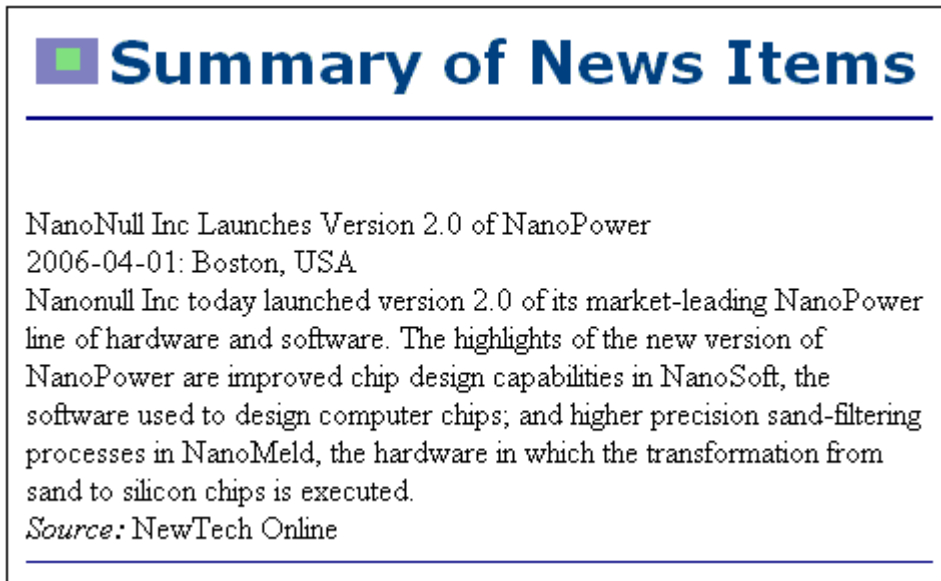 Summary of News Items
NanoNull Inc Launches Version 2.0 of NanoPower
2006-04-01: Boston, USA
Nanonull Inc today launched version 2.0 of its market-leading NanoPower
line of hardware and software. The highlights of the new version of
NanoPower are improved chip design capabilities in NanoSoft, the
software used to design computer chips; and higher precision sand-filtering
processes in NanoMeld, the hardware in which the transformation from
sand to silicon chips is executed.
Source: NewTech Online